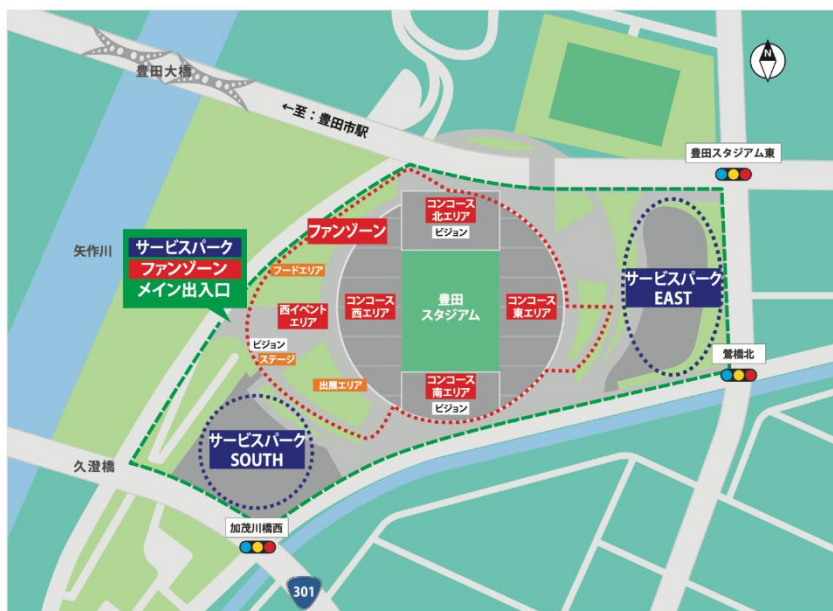 豊田大橋
←至：豊田市駅
N
豊田スタジアム東
矢作川
サービスパーク
ファンゾーン
メイン出入口
ファンゾーン
フードエリア
コンコース
北エリア
ビジョン
西イベント
エリア
コンコース
西エリア
豊田
スタジアム
コンコース
東エリア
サービスパーク
EAST
ビジョン
ステージ
出展エリア
コンコース
南エリア
ビジョン
鴛橋北
サービスパーク
SOUTH
久澄橋
加茂川橋西
301